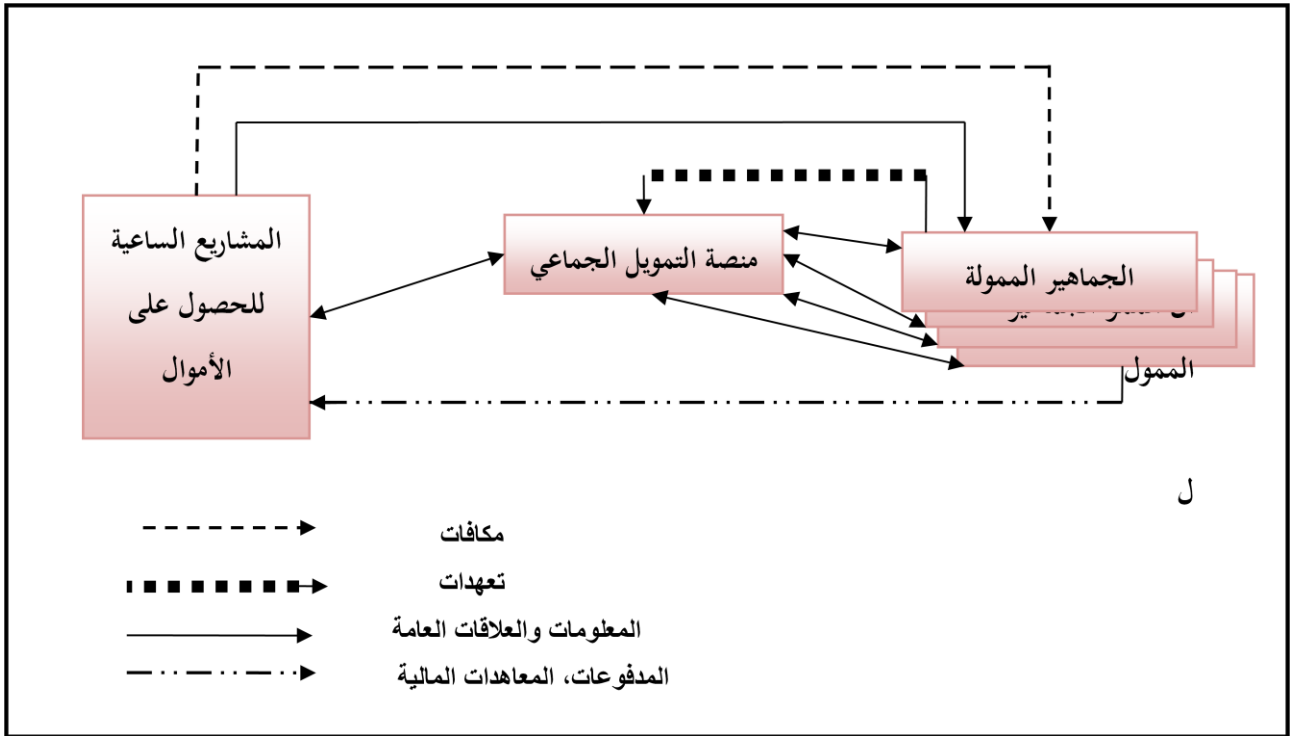 المشاريع الساعية
للحصول على
الأموال
منصة التمويل الجماعي
الجماهير الممولة
الممول
ل
مكافات
تعهدات
المعلومات والعلاقات العامة
المدفوعات، المعاهدات المالية